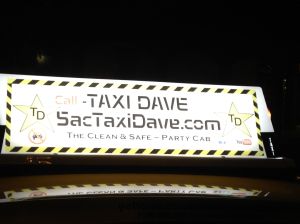 Call -TAXI DAVE
TD
SacTaxiDave.com
TD
THE CLEAN & SAFE - PARTY CAB